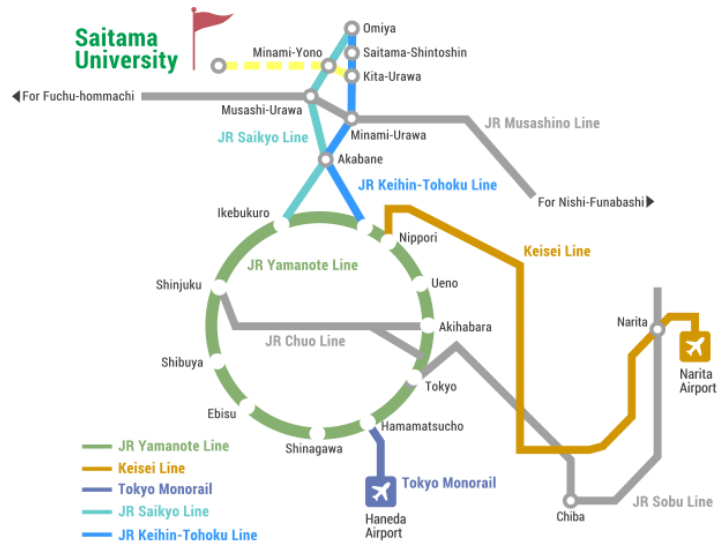 Omiya
Saitama
University
Minami-Yono
Saitama-Shintoshin
Kita-Urawa
For Fuchu-hommachi
Musashi-Urawa
JR Musashino Line
JR Saikyo Line
Minami-Urawa
Akabane
JR Keihin-Tohoku Line
For Nishi-Funabashi
Ikebukuro
Nippori
Keisei Line
JR Yamanote Line
Ueno
Shinjuku
Narita
Akihabara
JR Chuo Line
Shibuya
Tokyo
Narita
Airport
Ebisu
Hamamatsucho
Shinagawa
JR Yamanote Line
Keisei Line
Tokyo Monorail
Tokyo Monorail
JR Saikyo Line
JR Keihin-Tohoku Line
Haneda
Airport
Chiba
JR Sobu Line